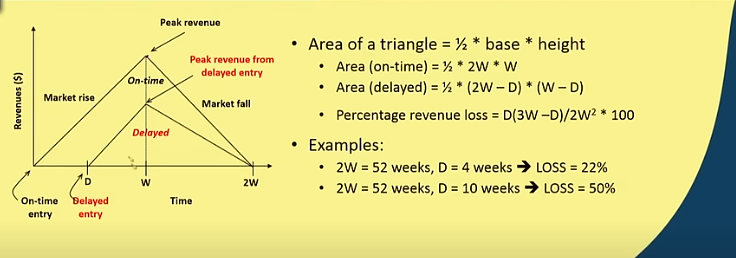 Peak revenue
Peak revenue from
delayed entry
On-time
Market rise
Market fall
Delayed
Revenues ($)
D
W
2W
On-time
entry
Delayed
entry
Time
• Area of a triangle = ½ * base * height
• Area (on-time) = ½ * 2W * W
• Area (delayed) = ½ * (2W – D) * (W – D)
• Percentage revenue loss = D(3W –D)/2W² * 100
• Examples:
• 2W = 52 weeks, D = 4 weeks ➔ LOSS = 22%
• 2W = 52 weeks, D = 10 weeks ➔ LOSS = 50%